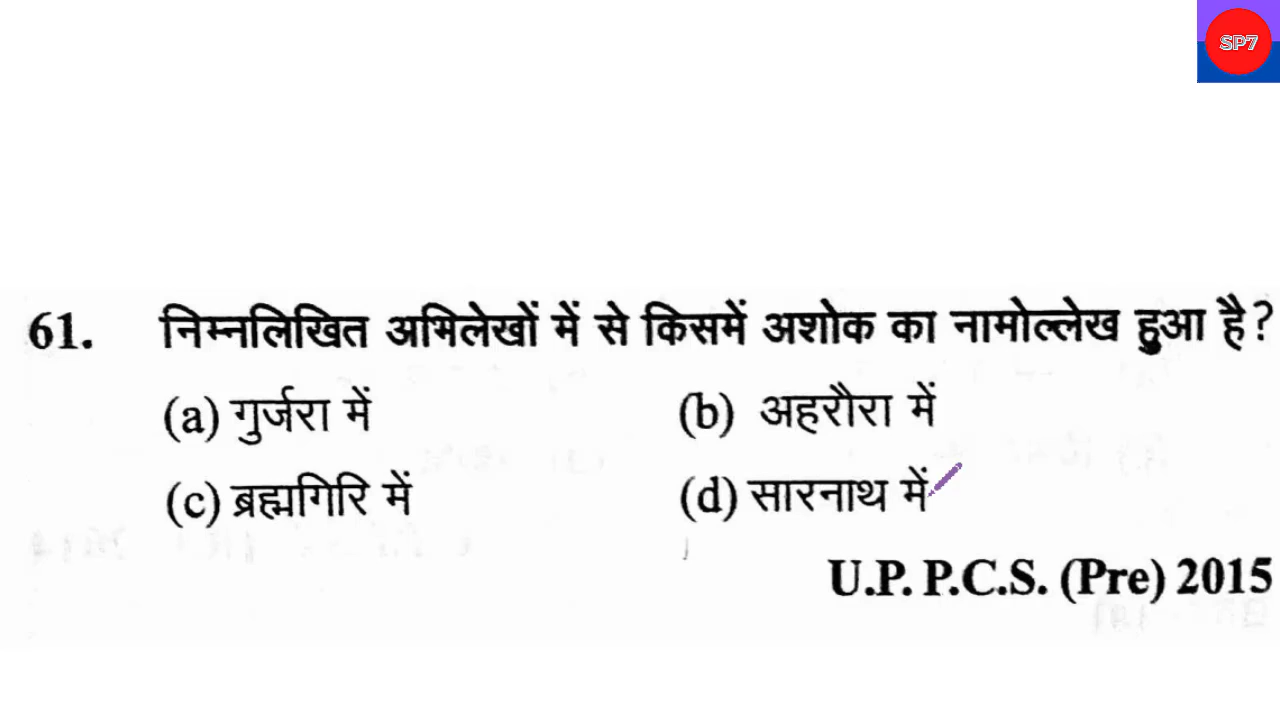 SP7
61. निम्नलिखित अभिलेखों में से किसमें अशोक का नामोल्लेख हुआ है?
(a) गुर्जरा में (b) अहरौरा में
(c) ब्रह्मगिरि में (d) सारनाथ में
U.P. P.C.S. (Pre) 2015